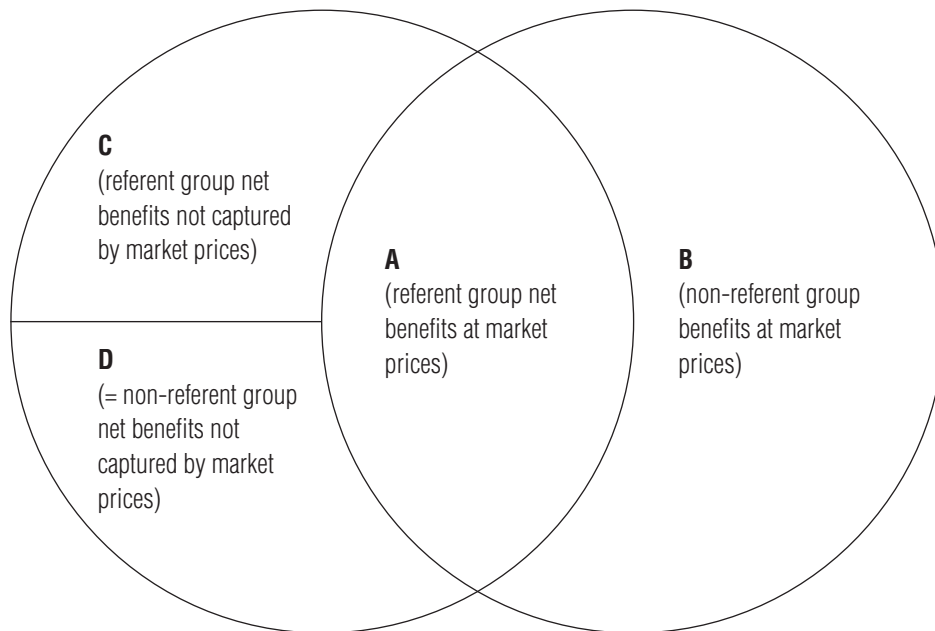 C
(referent group net
benefits not captured
by market prices)
D
(= non-referent group
net benefits not
captured by market
prices)
A
(referent group net
benefits at market
prices)
B
(non-referent group
benefits at market
prices)